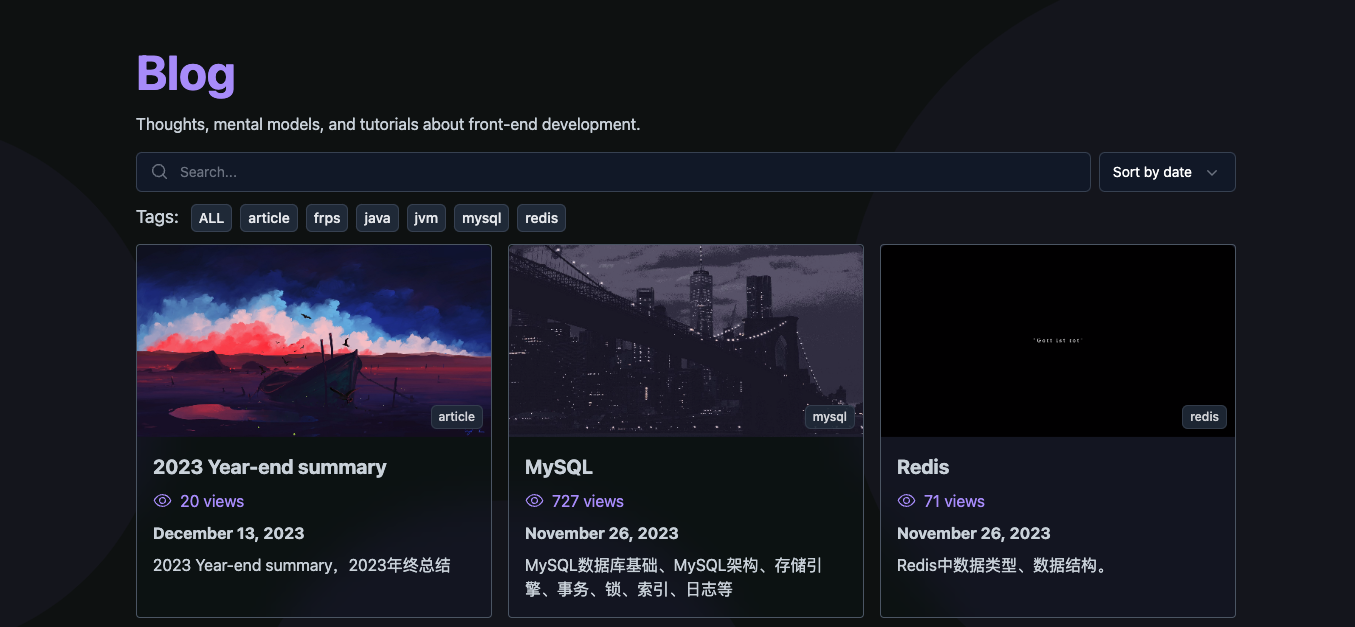 Blog
Thoughts, mental models, and tutorials about front-end development.
Search...
Sort by date
Tags: ALL article frps java jvm mysql redis
article
mysql
"Gott ist tot"
redis
2023 Year-end summary
20 views
December 13, 2023
2023 Year-end summary，2023年终总结
MySQL
727 views
November 26, 2023
MySQL数据库基础、MySQL架构、存储引
擎、事务、锁、索引、日志等
Redis
71 views
November 26, 2023
Redis中数据类型、数据结构。